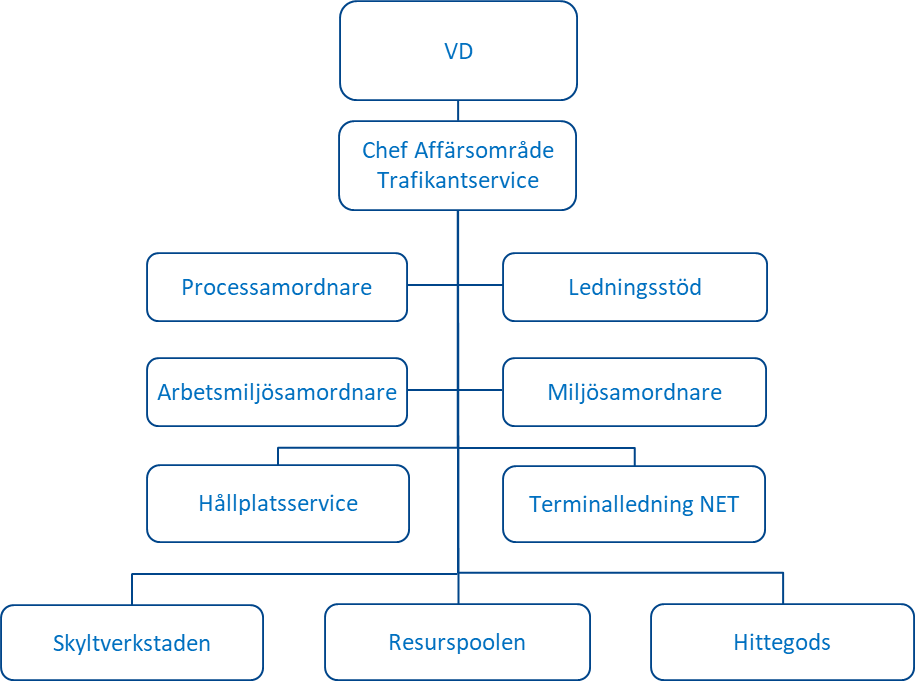 VD
Chef Affärsområde
Trafikantservice
Processamordnare
Ledningsstöd
Arbetsmiljösamordnare
Miljösamordnare
Hållplatsservice
Terminalledning NET
Skyltverkstaden
Resurspoolen
Hittegods